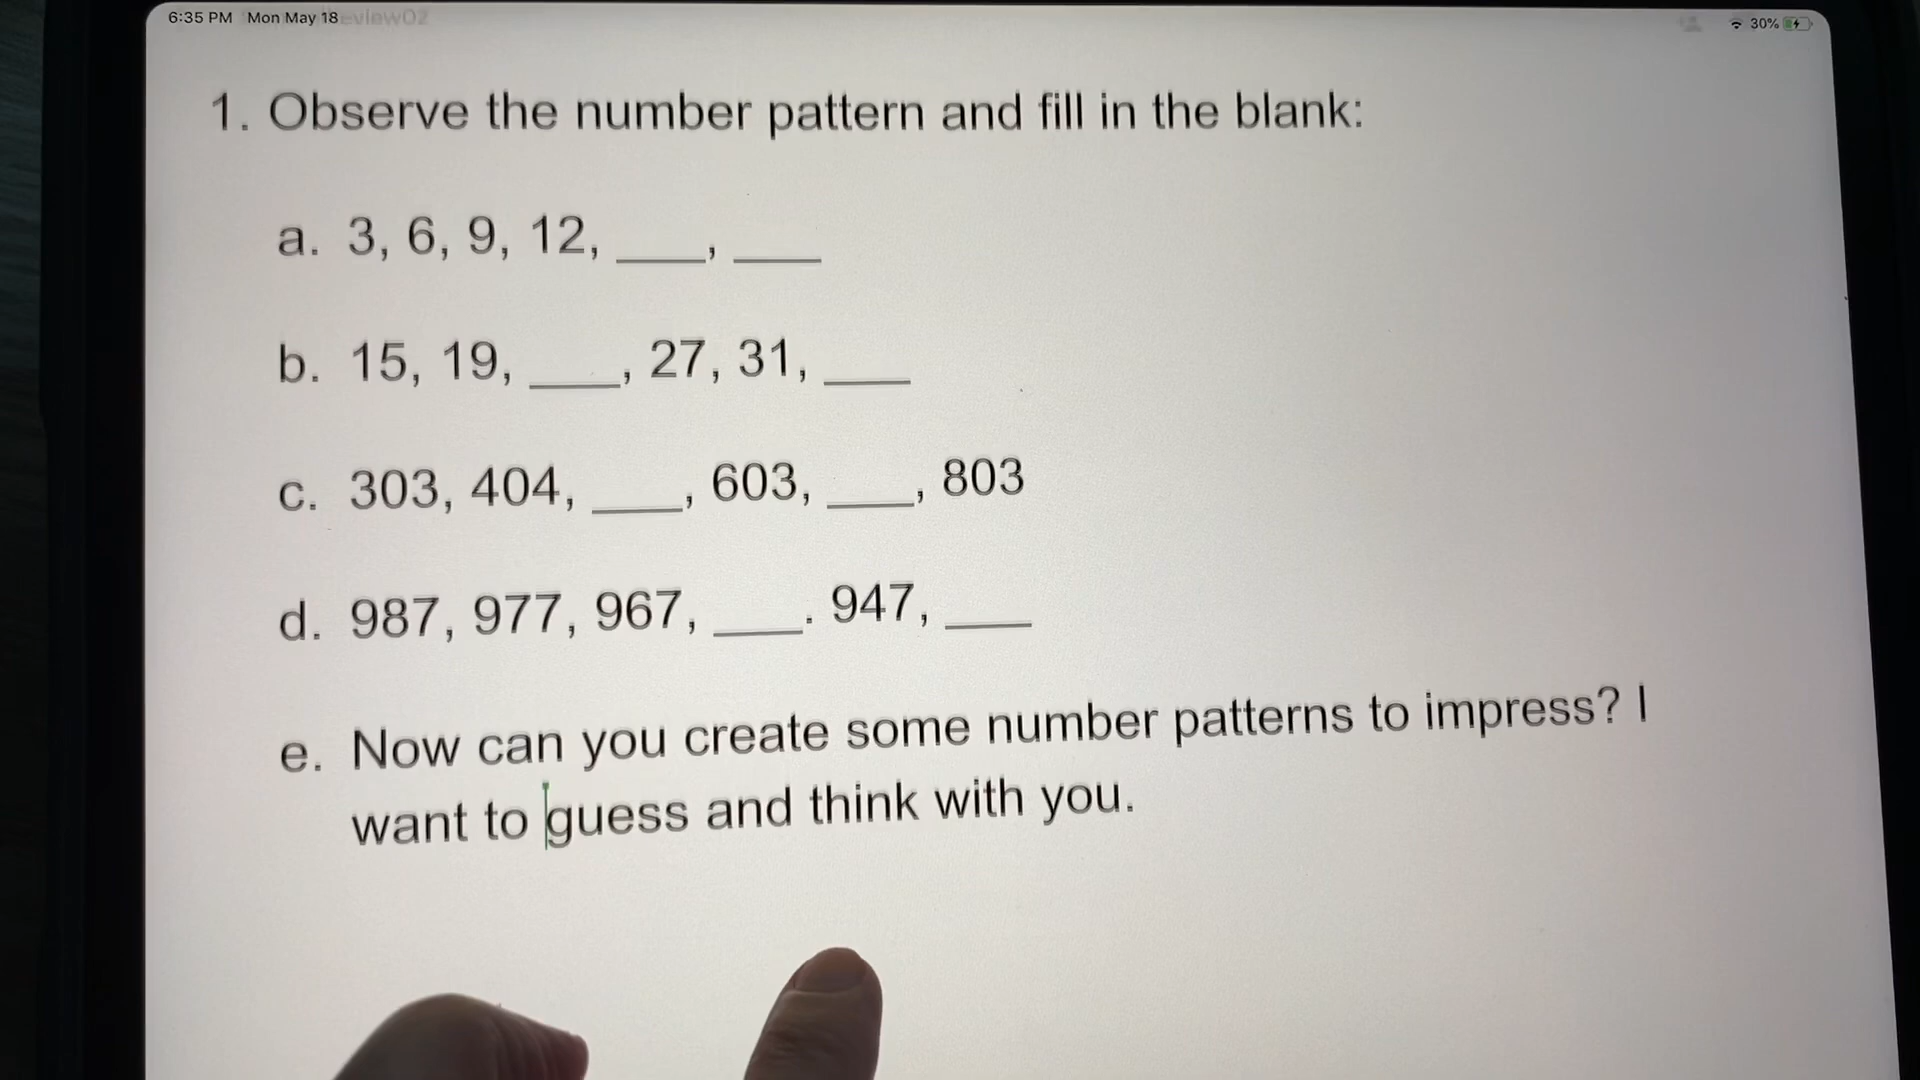 6:35 PM Mon May 18
30%
1. Observe the number pattern and fill in the blank:
a. 3, 6, 9, 12, ___, ___
b. 15, 19, ___, 27, 31, ___
c. 303, 404, ___, 603, ___, 803
d. 987, 977, 967, ___. 947, ___
e. Now can you create some number patterns to impress? I
want to guess and think with you.